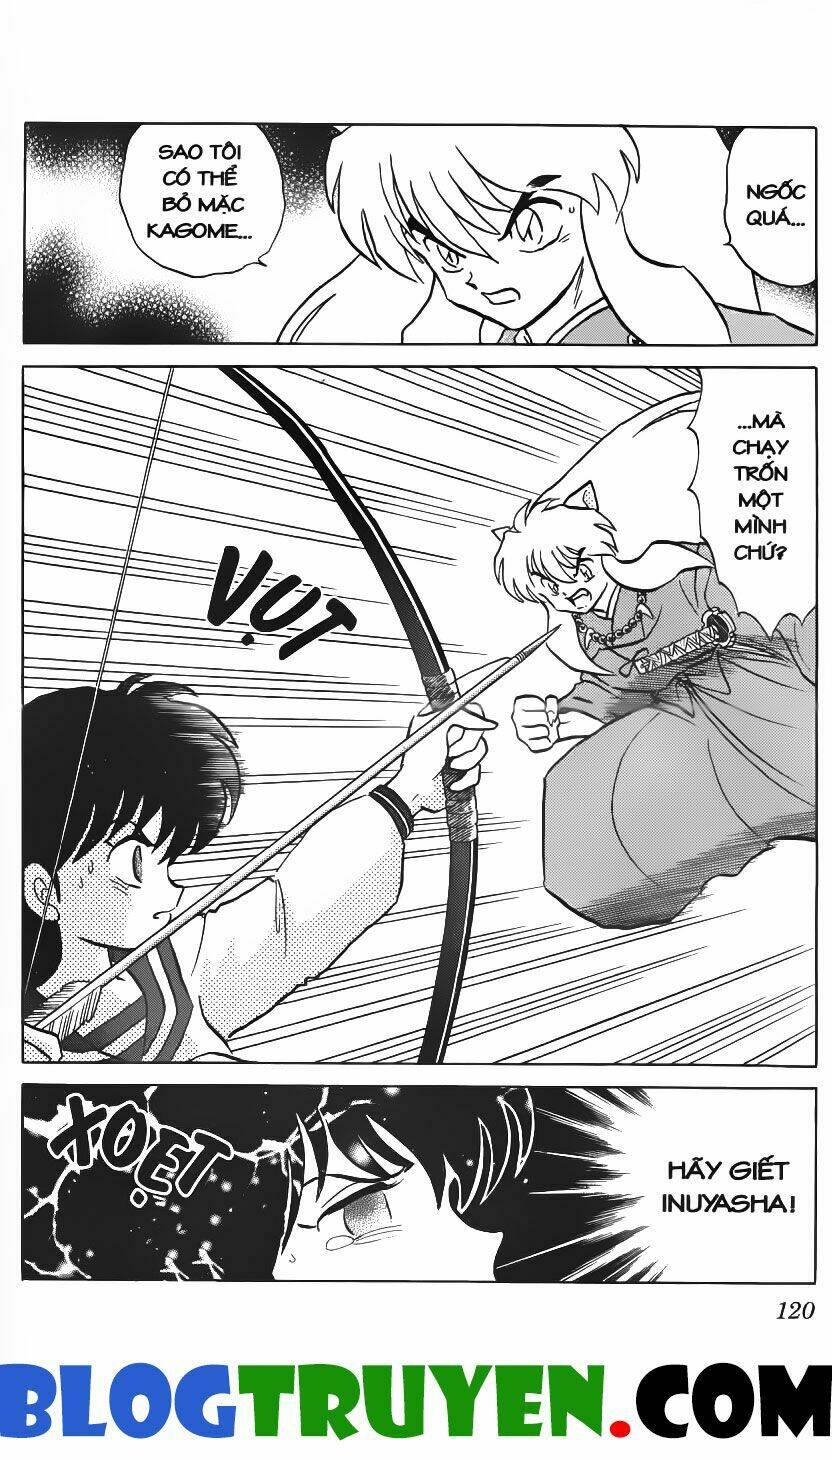 NGỐC
QUÁ...
SAO TÔI
CÓ THỂ
BỎ MẶC
KAGOME...
...MÀ
CHẠY
TRỐN
MỘT
MÌNH
CHỨ?
VỤT
HÃY GIẾT
INUYASHA!
XOẸT
120
BLOGTRUYEN.COM